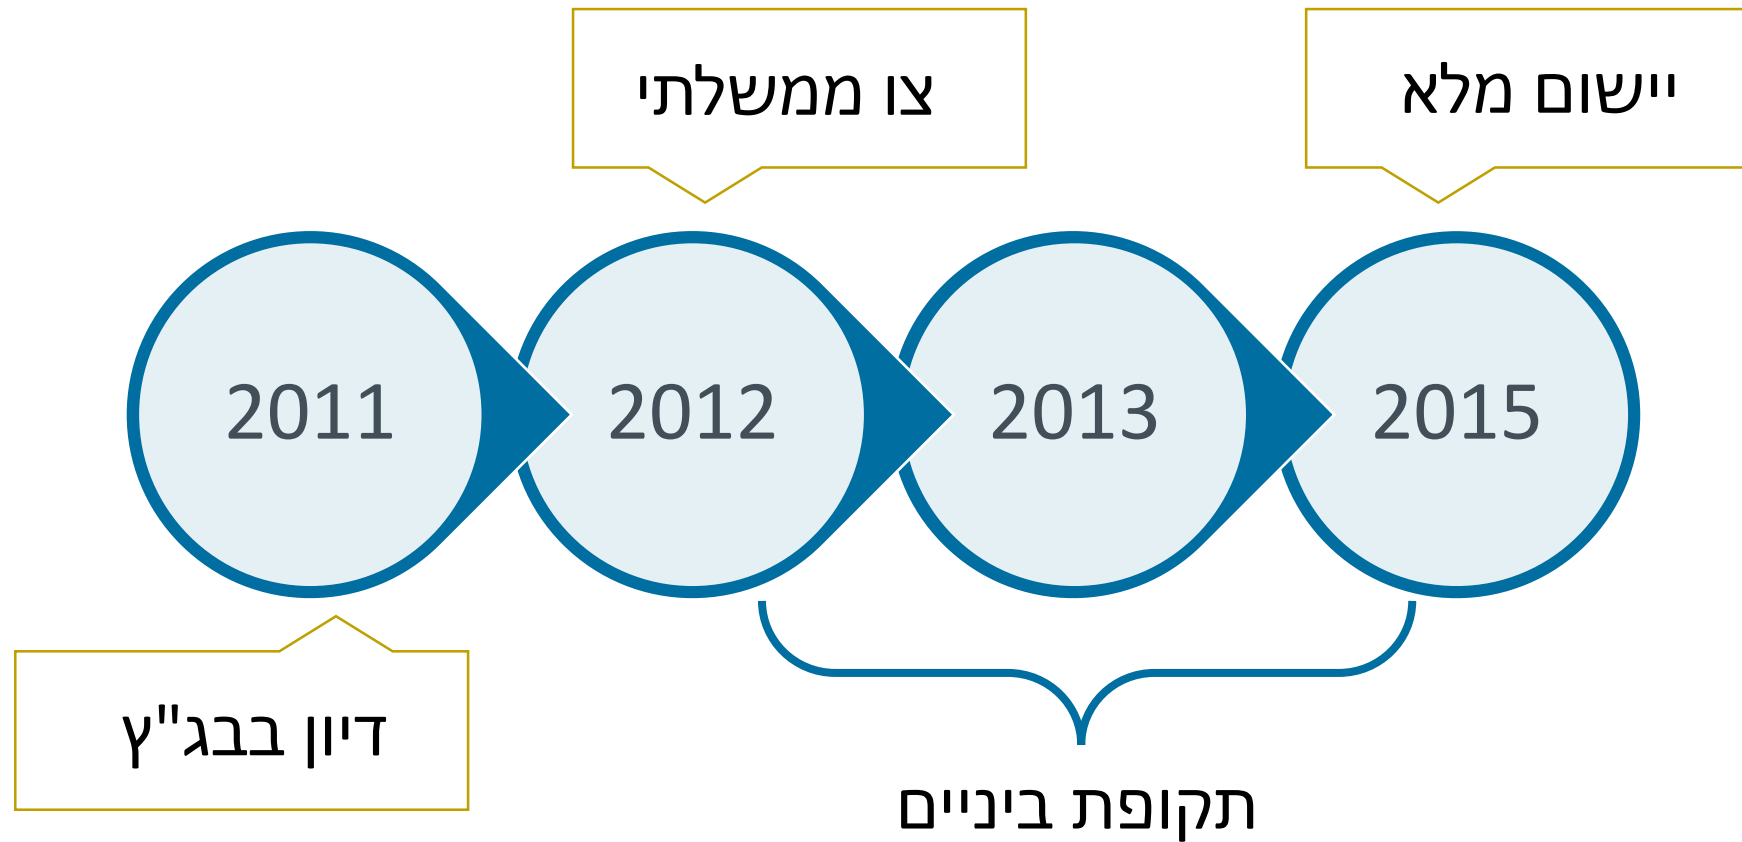 צו ממשלתי
יישום מלא
2011
2012
2013
2015
דיון בבג"ץ
תקופת ביניים